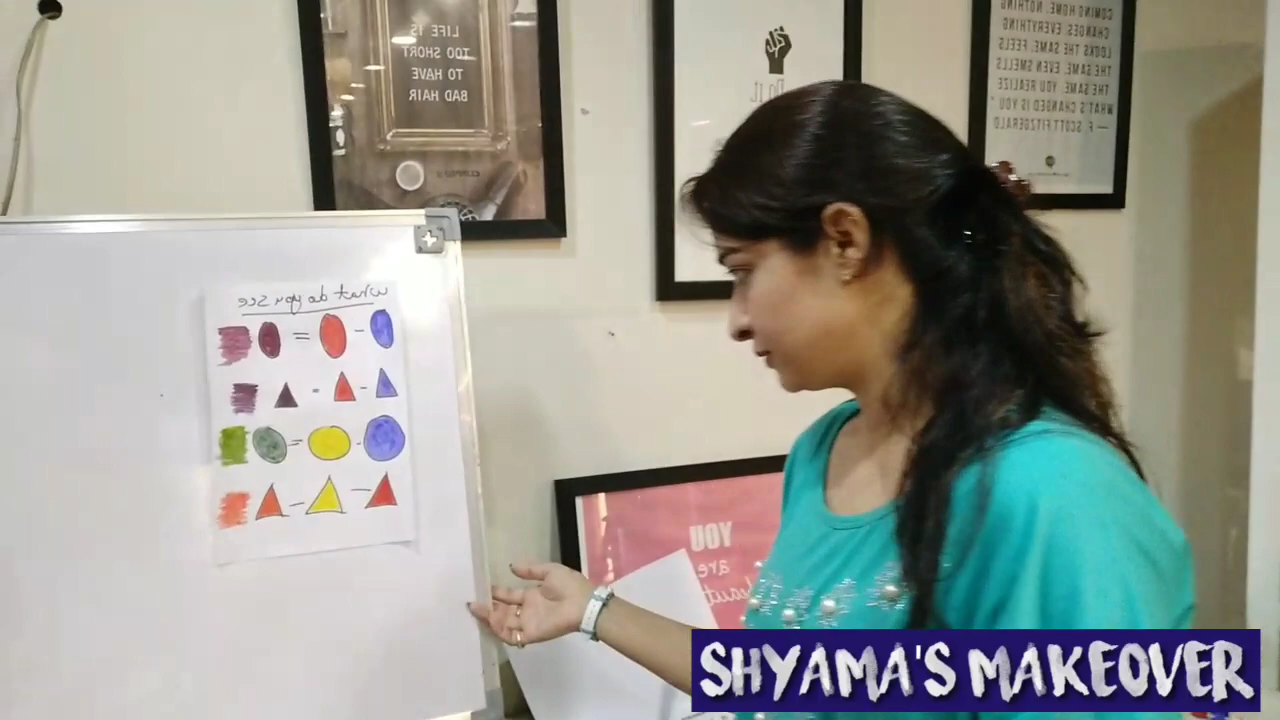 LIFE IS
TOO SHORT
TO HAVE
BAD HAIR
Do it
COMING HOME. NOTHING
CHANGES. EVERYTHING
LOOKS THE SAME, FEELS
THE SAME, EVEN SMELLS
THE SAME. YOU REALIZE
WHAT'S CHANGED IS YOU"
— F. SCOTT FITZGERALD
What do you see
YOU
are
SHYAMA'S MAKEOVER